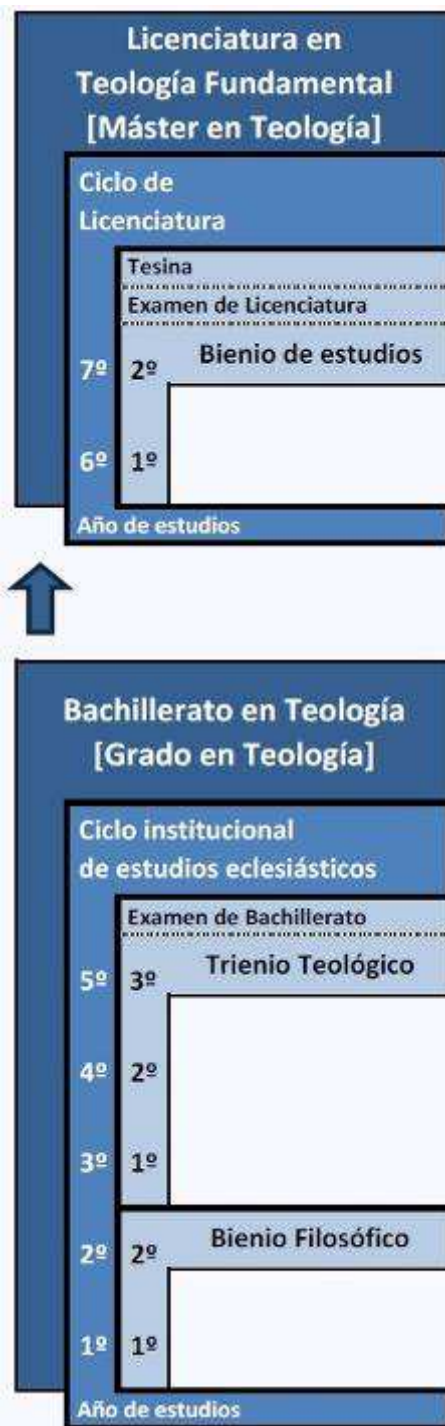 Licenciatura en
Teología Fundamental
[Máster en Teología]
Ciclo de
Licenciatura
Tesina
Examen de Licenciatura
Bienio de estudios
7º 2º
6º 1º
Año de estudios
Bachillerato en Teología
[Grado en Teología]
Ciclo institucional
de estudios eclesiásticos
Examen de Bachillerato
Trienio Teológico
5º 3º
4º 2º
3º 1º
Bienio Filosófico
2º 2º
1º 1º
Año de estudios